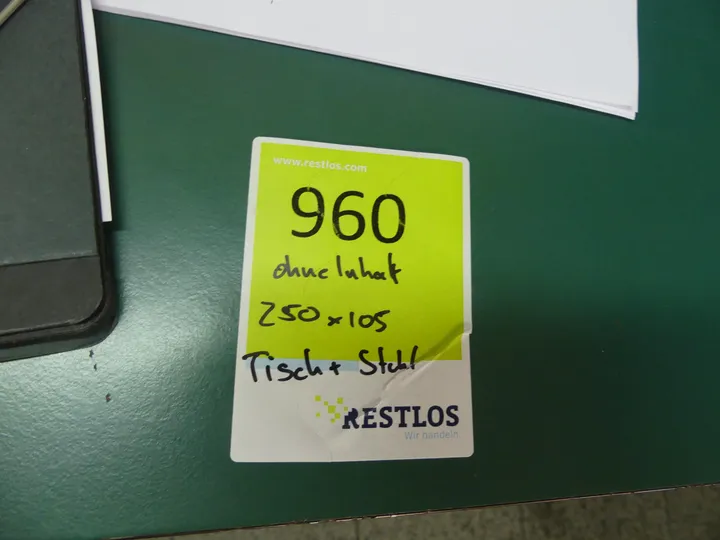 www.restlos.com
960
ohne Inhalt
250 x 105
Tisch + Stuhl
RESTLOS
Wir handeln.